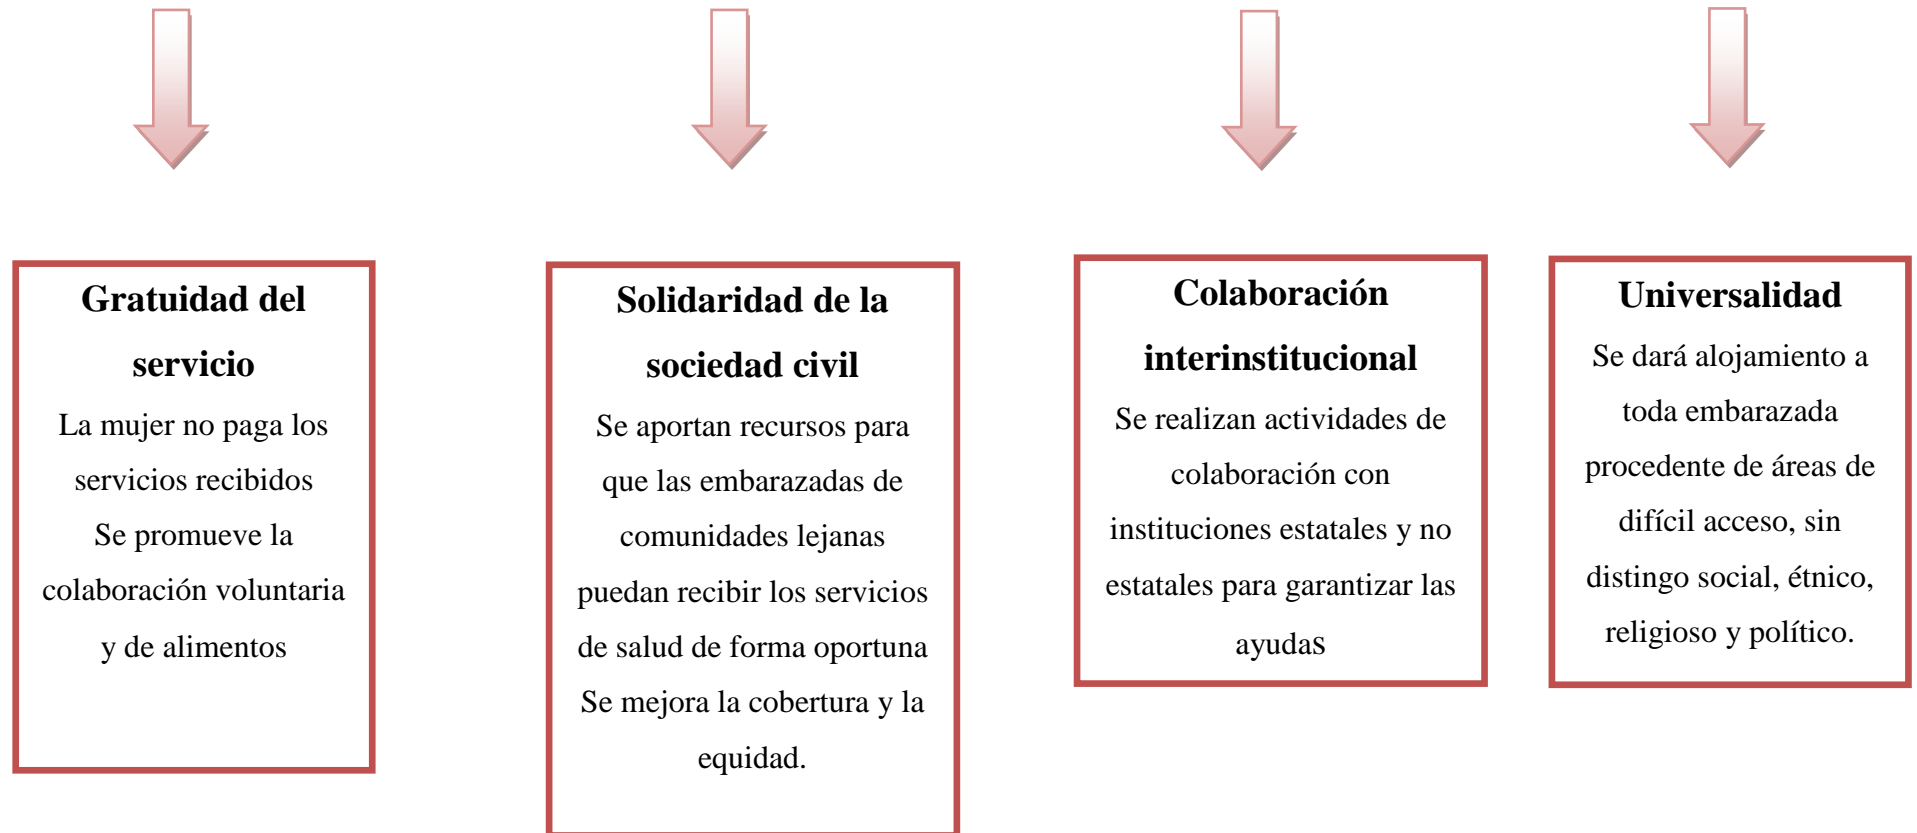 Gratuidad del
servicio
La mujer no paga los
servicios recibidos
Se promueve la
colaboración voluntaria
y de alimentos
Solidaridad de la
sociedad civil
Se aportan recursos para
que las embarazadas de
comunidades lejanas
puedan recibir los servicios
de salud de forma oportuna
Se mejora la cobertura y la
equidad.
Colaboración
interinstitucional
Se realizan actividades de
colaboración con
instituciones estatales y no
estatales para garantizar las
ayudas
Universalidad
Se dará alojamiento a
toda embarazada
procedente de áreas de
difícil acceso, sin
distingo social, étnico,
religioso y político.